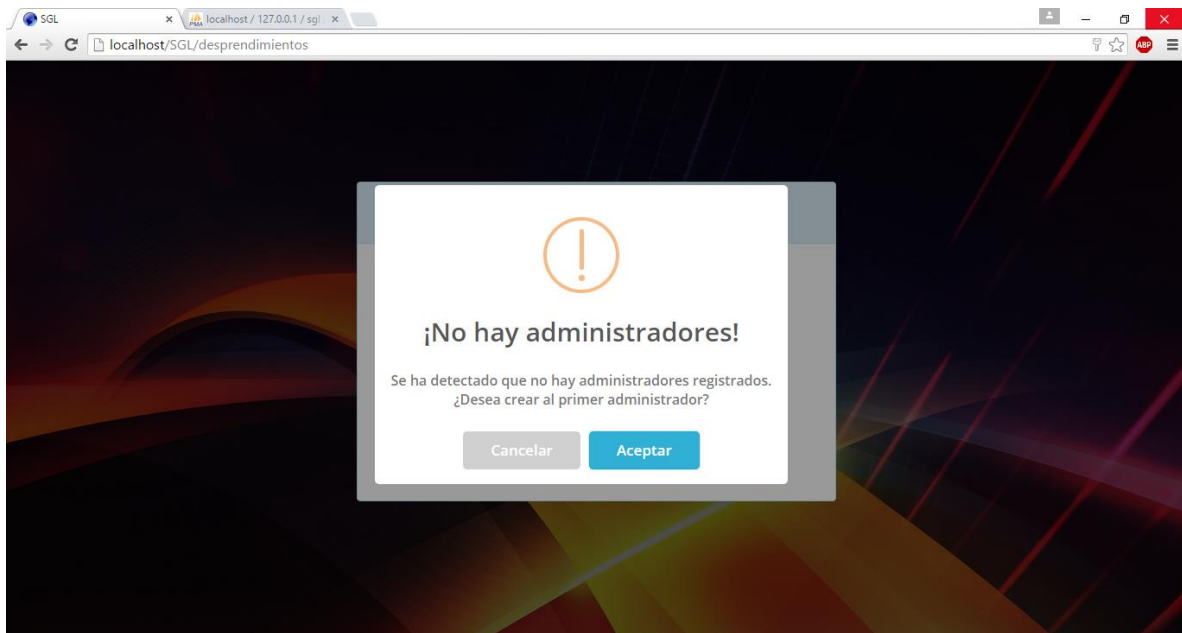 SGL
localhost / 127.0.0.1 / sgl
localhost/SGL/desprendimientos
ABP
¡No hay administradores!
Se ha detectado que no hay administradores registrados.
¿Desea crear al primer administrador?
Cancelar
Aceptar